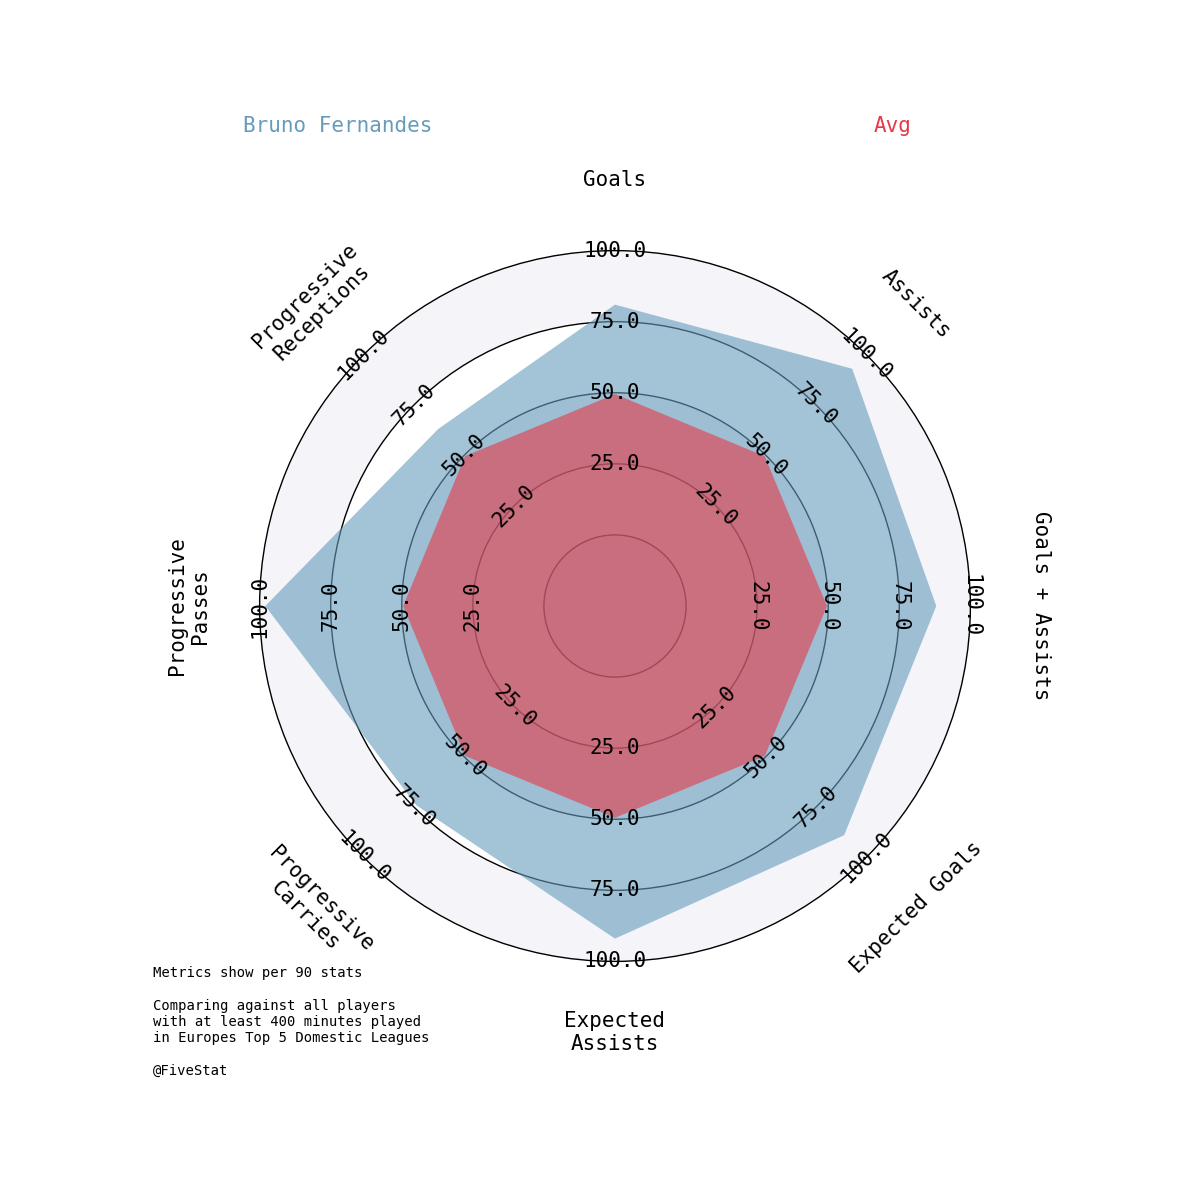 Bruno Fernandes
Avg
Goals
100.0
75.0
50.0
25.0
Assists
100.0
75.0
50.0
25.0
Goals + Assists
100.0
75.0
50.0
25.0
Expected Goals
100.0
75.0
50.0
25.0
Expected
Assists
100.0
75.0
50.0
25.0
Progressive
Carries
100.0
75.0
50.0
25.0
Progressive
Passes
100.0
75.0
50.0
25.0
Progressive
Receptions
100.0
75.0
50.0
25.0
Metrics show per 90 stats
Comparing against all players
with at least 400 minutes played
in Europes Top 5 Domestic Leagues
@FiveStat